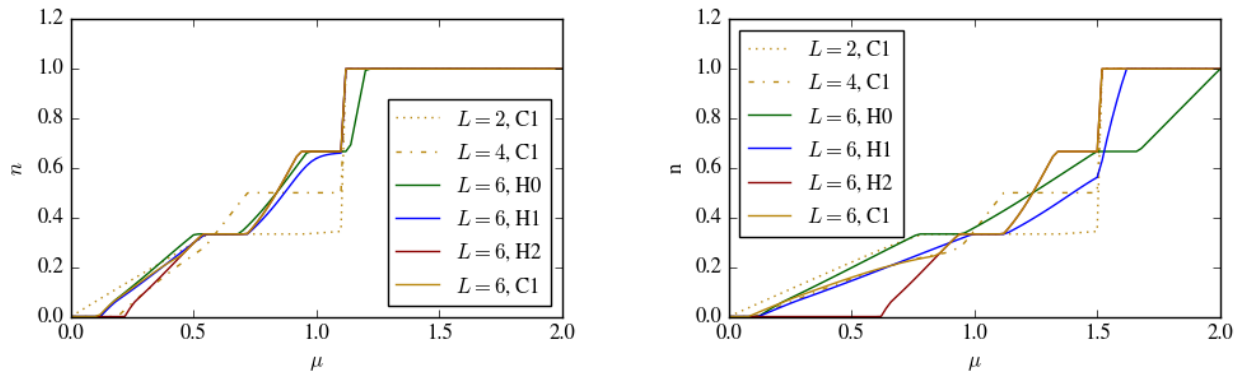 1.2
1.0
0.8
0.6
0.4
0.2
0.0
n
0.0 0.5 1.0 1.5 2.0
μ
L = 2, C1
L = 4, C1
L = 6, H0
L = 6, H1
L = 6, H2
L = 6, C1
1.2
1.0
0.8
0.6
0.4
0.2
0.0
n
0.0 0.5 1.0 1.5 2.0
μ
L = 2, C1
L = 4, C1
L = 6, H0
L = 6, H1
L = 6, H2
L = 6, C1